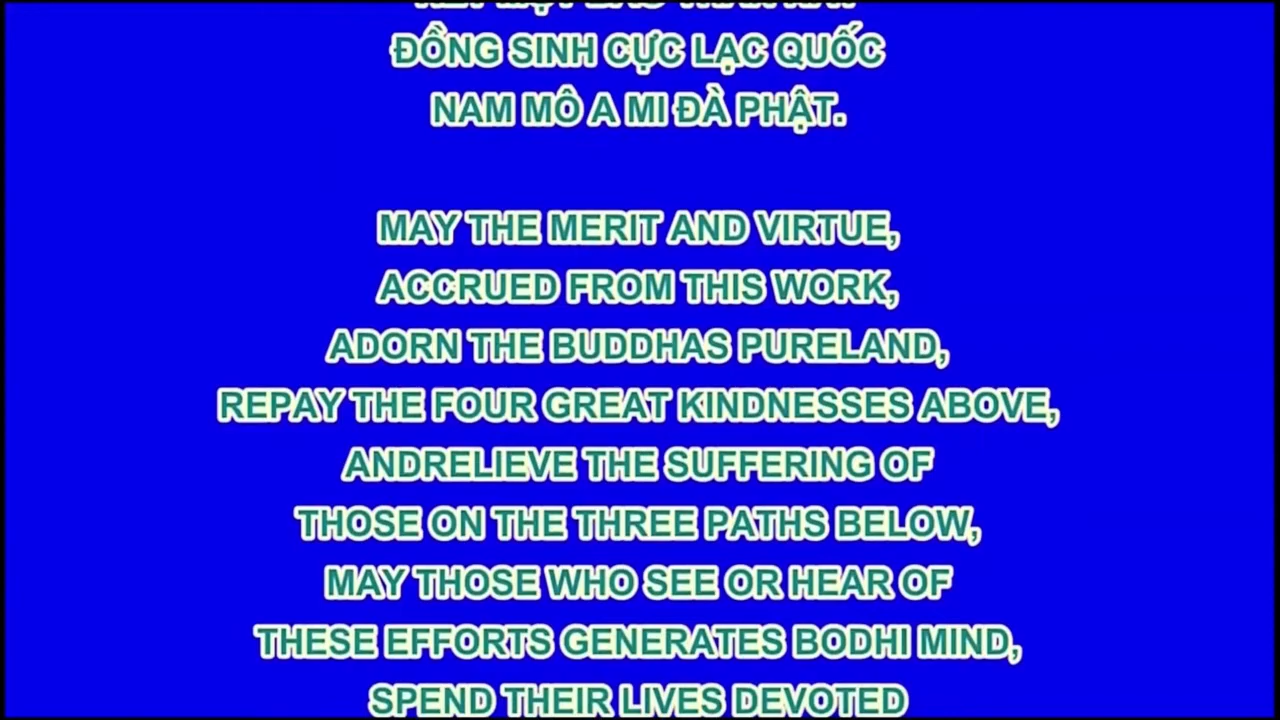 ĐỒNG SINH CỰC LẠC QUỐC
NAM MÔ A MI ĐÀ PHẬT.
MAY THE MERIT AND VIRTUE,
ACCRUED FROM THIS WORK,
ADORN THE BUDDHAS PURELAND,
REPAY THE FOUR GREAT KINDNESSES ABOVE,
ANDRELIEVE THE SUFFERING OF
THOSE ON THE THREE PATHS BELOW,
MAY THOSE WHO SEE OR HEAR OF
THESE EFFORTS GENERATES BODHI MIND,
SPEND THEIR LIVES DEVOTED